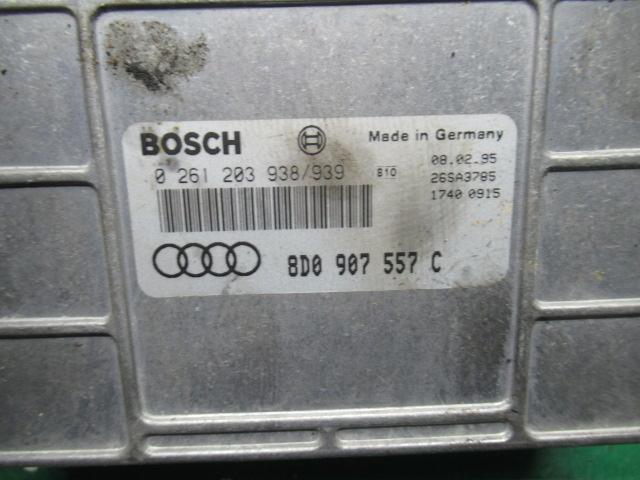 BOSCH
Made in Germany
0 261 203 938/939
810
08.02.95
26SA3785
1740 0915
8D0 907 557 C